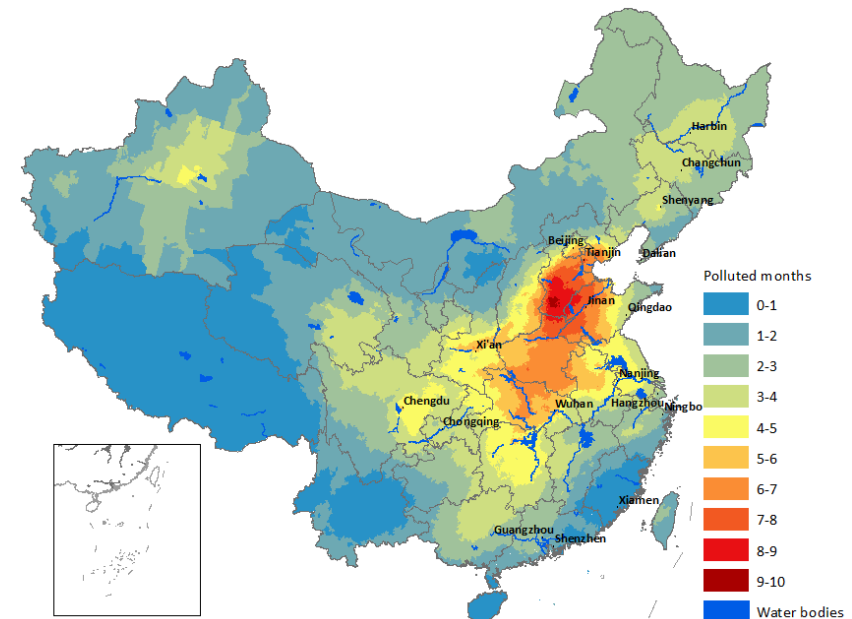 Harbin
Changchun
Shenyang
Beijing
Tianjin
Dairan
Polluted months
0-1
Jinan
Qingdao
1-2
Xi'an
2-3
Nanjing
3-4
Chengdu
Wuhan
Hangzhou
Ningbo
Chongqing
4-5
5-6
6-7
Xiamen
7-8
Guangzhou
Shenzhen
8-9
9-10
Water bodies